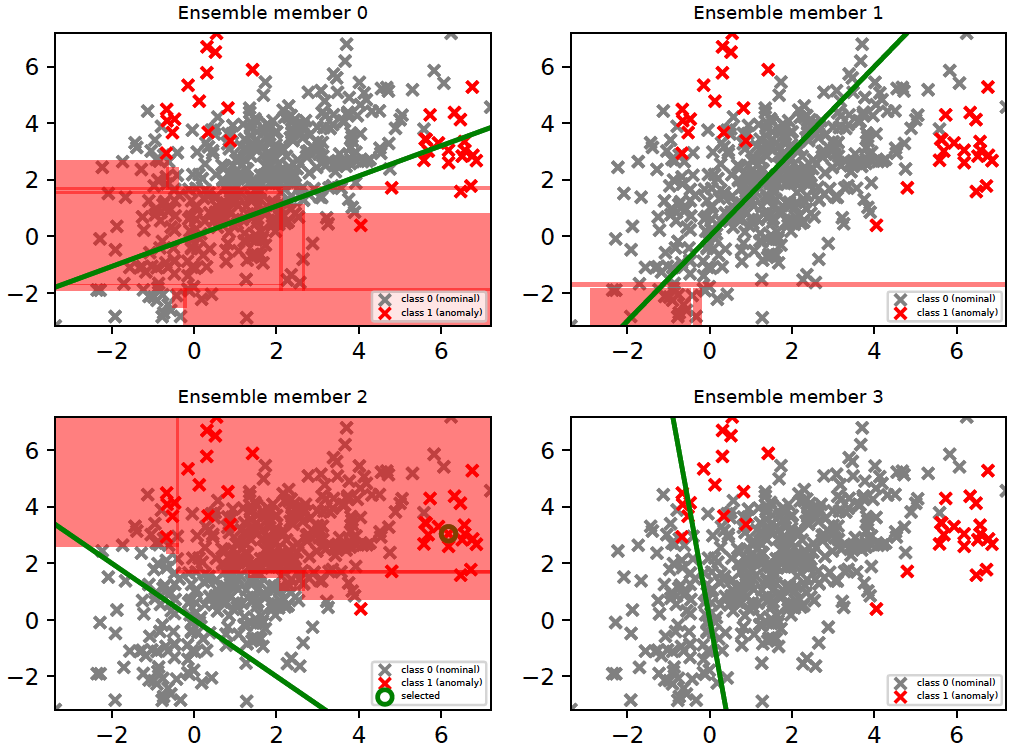 Ensemble member 0
6
4
2
0
−2
−2 0 2 4 6
class 0 (nominal)
class 1 (anomaly)
Ensemble member 1
6
4
2
0
−2
−2 0 2 4 6
class 0 (nominal)
class 1 (anomaly)
Ensemble member 2
6
4
2
0
−2
−2 0 2 4 6
class 0 (nominal)
class 1 (anomaly)
selected
Ensemble member 3
6
4
2
0
−2
−2 0 2 4 6
class 0 (nominal)
class 1 (anomaly)